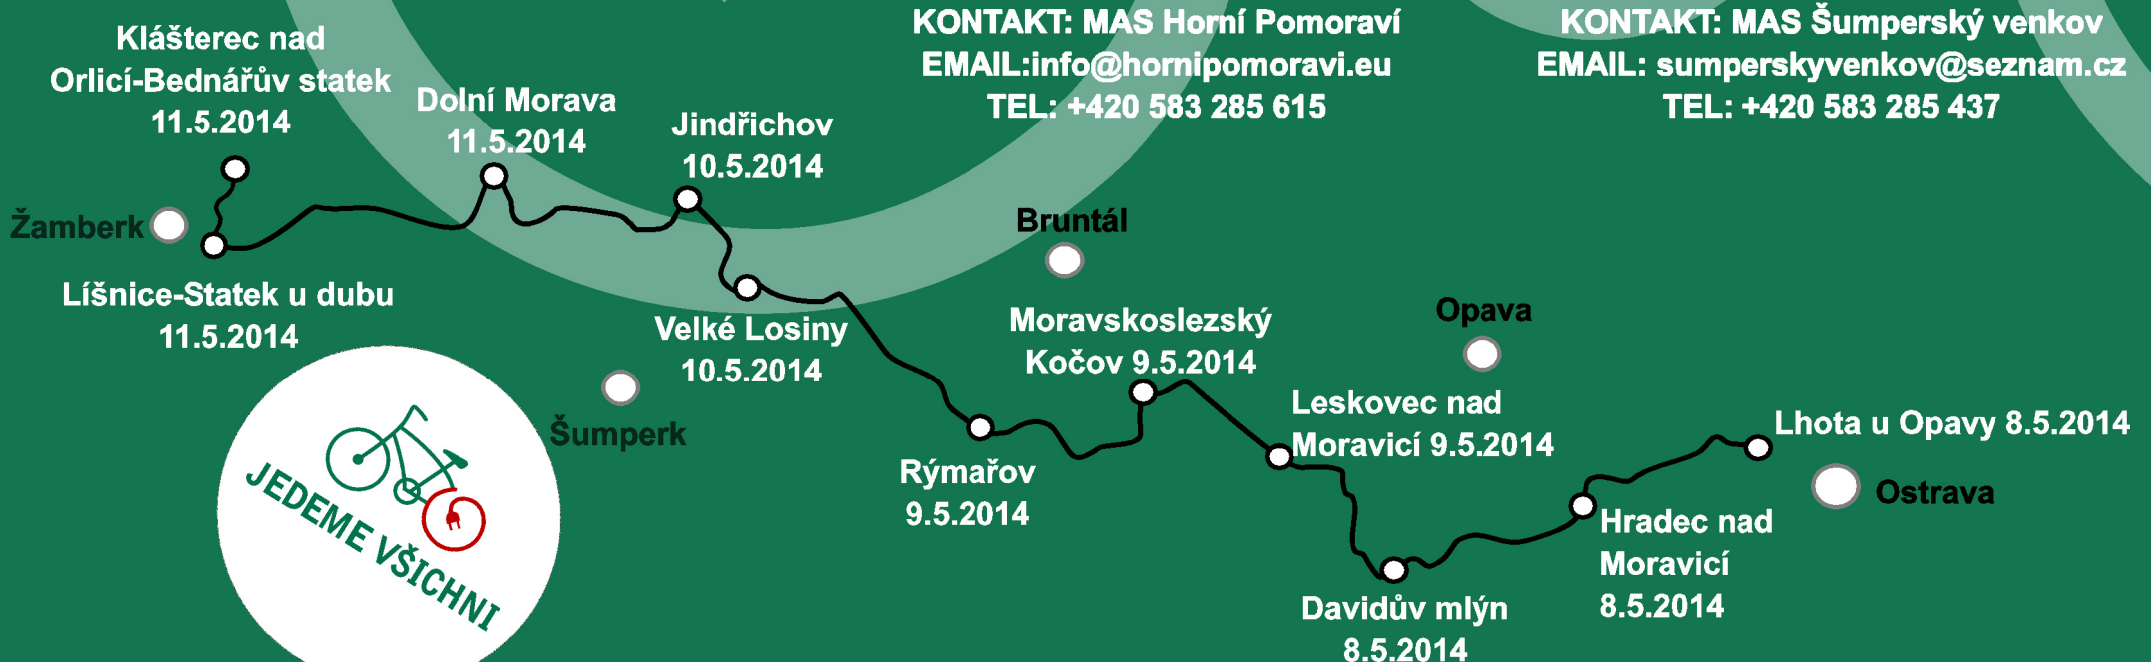 KONTAKT: MAS Horní Pomoraví
EMAIL:info@hornipomoravi.eu
TEL: +420 583 285 615
KONTAKT: MAS Šumperský venkov
EMAIL: sumperskyvenkov@seznam.cz
TEL: +420 583 285 437
Klášterec nad
Orlicí-Bednářův statek
11.5.2014
Dolní Morava
11.5.2014
Jindřichov
10.5.2014
Žamberk
Bruntál
Líšnice-Statek u dubu
11.5.2014
Velké Losiny
10.5.2014
Moravskoslezský
Kočov 9.5.2014
Opava
Šumperk
Leskovec nad
Moravicí 9.5.2014
Lhota u Opavy 8.5.2014
Rýmařov
9.5.2014
Ostrava
Hradec nad
Moravicí
8.5.2014
Davidův mlýn
8.5.2014
JEDEME VŠICHNI